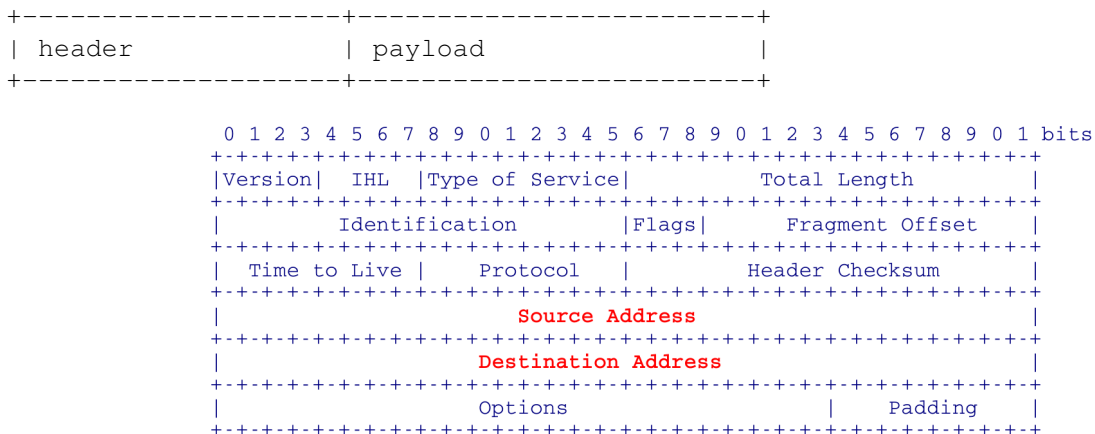 +--------------------+-------------------------+
| header             | payload                 |
+--------------------+-------------------------+
0 1 2 3 4 5 6 7 8 9 0 1 2 3 4 5 6 7 8 9 0 1 2 3 4 5 6 7 8 9 0 1 bits
+-+-+-+-+-+-+-+-+-+-+-+-+-+-+-+-+-+-+-+-+-+-+-+-+-+-+-+-+-+-+-+-+
|Version|  IHL  |Type of Service|          Total Length         |
+-+-+-+-+-+-+-+-+-+-+-+-+-+-+-+-+-+-+-+-+-+-+-+-+-+-+-+-+-+-+-+-+
|         Identification        |Flags|      Fragment Offset    |
+-+-+-+-+-+-+-+-+-+-+-+-+-+-+-+-+-+-+-+-+-+-+-+-+-+-+-+-+-+-+-+-+
|  Time to Live |    Protocol   |         Header Checksum       |
+-+-+-+-+-+-+-+-+-+-+-+-+-+-+-+-+-+-+-+-+-+-+-+-+-+-+-+-+-+-+-+-+
|                       Source Address                          |
+-+-+-+-+-+-+-+-+-+-+-+-+-+-+-+-+-+-+-+-+-+-+-+-+-+-+-+-+-+-+-+-+
|                    Destination Address                        |
+-+-+-+-+-+-+-+-+-+-+-+-+-+-+-+-+-+-+-+-+-+-+-+-+-+-+-+-+-+-+-+-+
|                    Options                    |    Padding    |
+-+-+-+-+-+-+-+-+-+-+-+-+-+-+-+-+-+-+-+-+-+-+-+-+-+-+-+-+-+-+-+-+